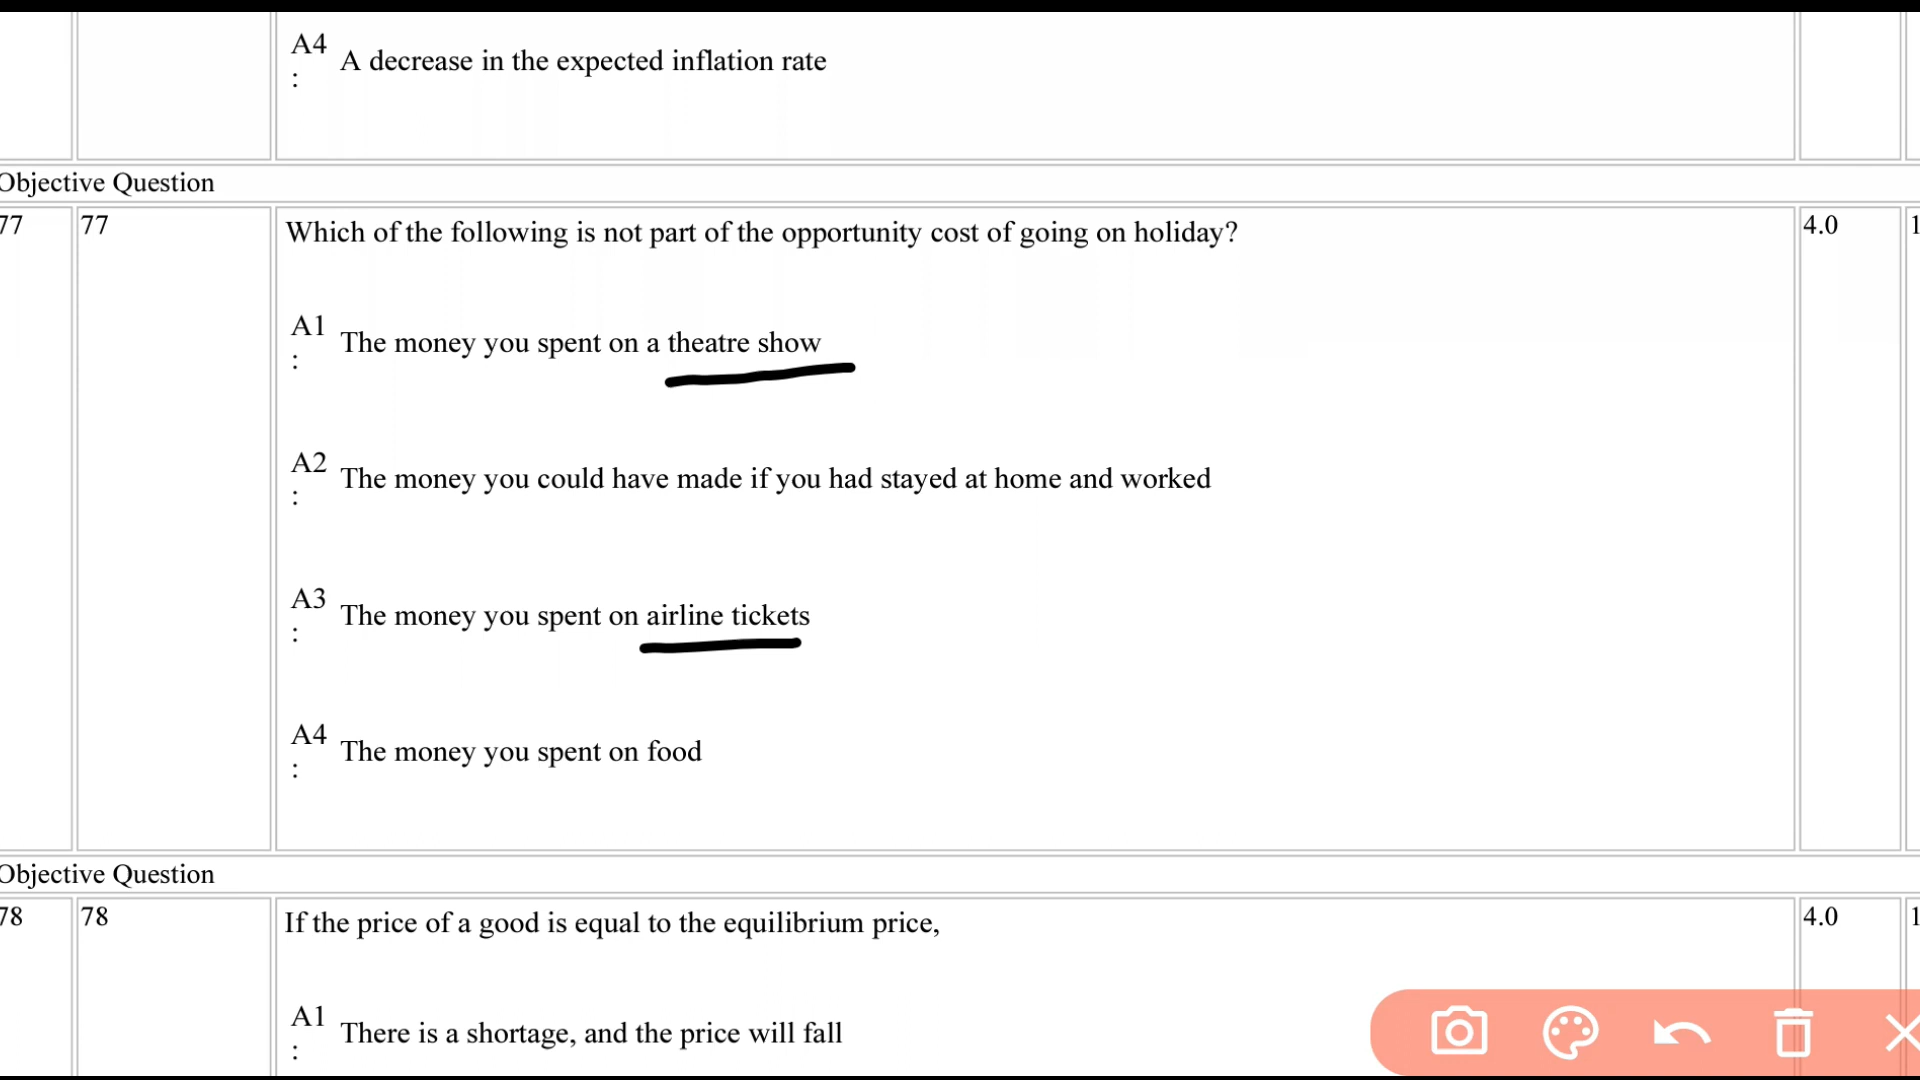 A4
:
A decrease in the expected inflation rate
Objective Question
77
77
Which of the following is not part of the opportunity cost of going on holiday?
4.0
1
A1
:
The money you spent on a theatre show
A2
:
The money you could have made if you had stayed at home and worked
A3
:
The money you spent on airline tickets
A4
:
The money you spent on food
Objective Question
78
78
If the price of a good is equal to the equilibrium price,
4.0
1
A1
:
There is a shortage, and the price will fall